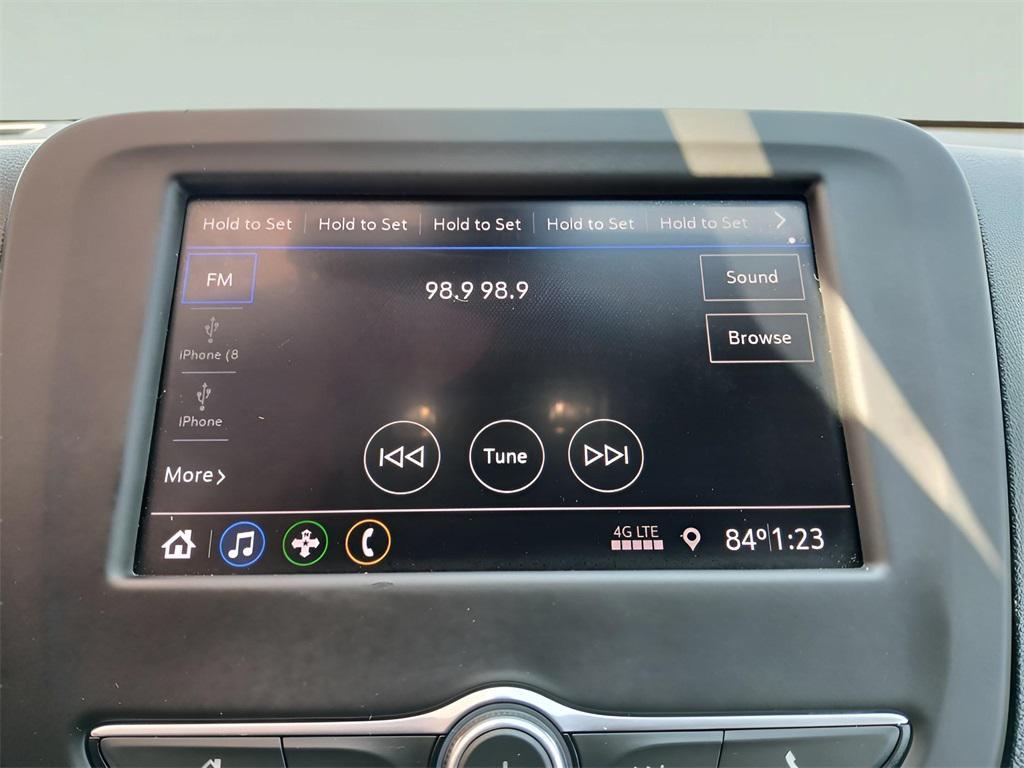 Hold to Set Hold to Set Hold to Set Hold to Set Hold to Set
FM
98.9 98.9
Sound
Browse
iPhone (8
iPhone
Tune
More
4G LTE
84° 1:23